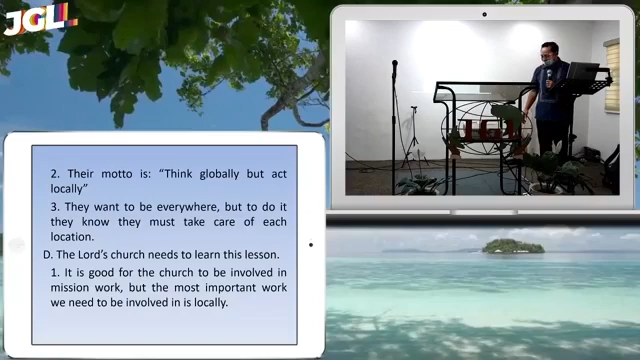 JGL
2. Their motto is: “Think globally but act
locally”
3. They want to be everywhere, but to do it
they know they must take care of each
location.
D. The Lord’s church needs to learn this lesson.
1. It is good for the church to be involved in
mission work, but the most important work
we need to be involved in is locally.
JGL